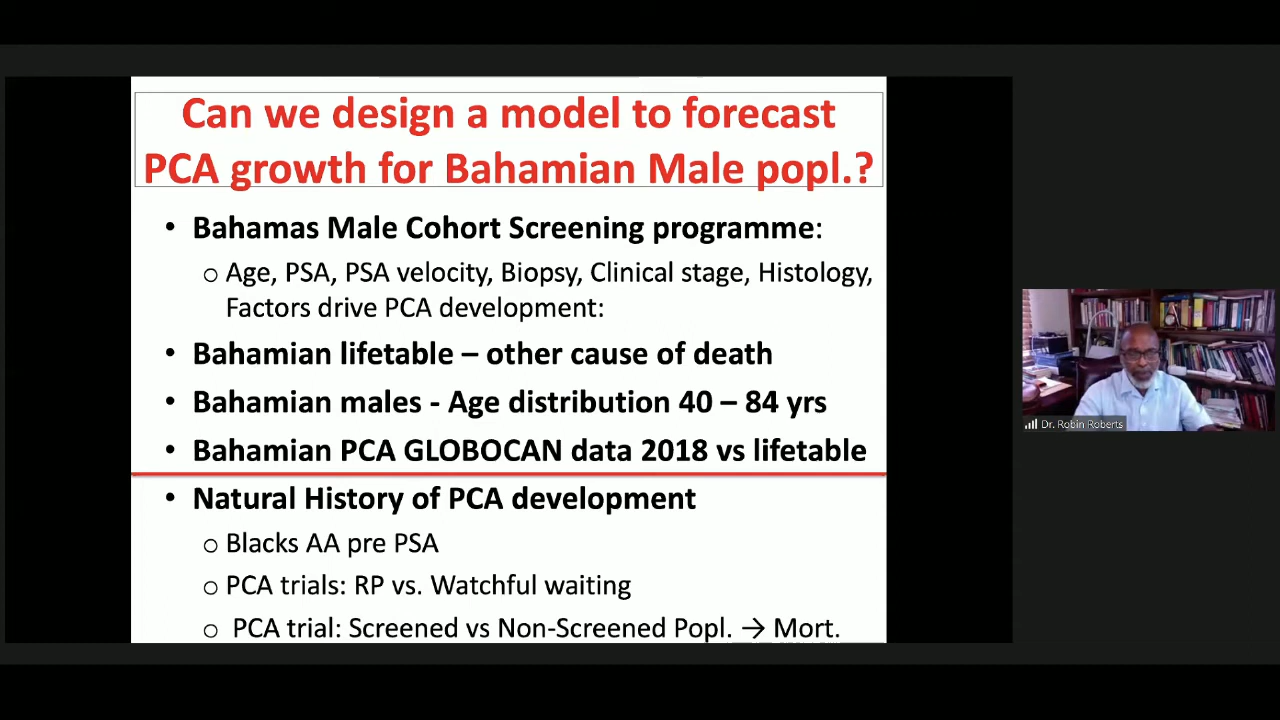 Can we design a model to forecast
PCA growth for Bahamian Male popl.?
• Bahamas Male Cohort Screening programme:
o Age, PSA, PSA velocity, Biopsy, Clinical stage, Histology,
Factors drive PCA development:
• Bahamian lifetable – other cause of death
• Bahamian males - Age distribution 40 – 84 yrs
• Bahamian PCA GLOBOCAN data 2018 vs lifetable
• Natural History of PCA development
o Blacks AA pre PSA
o PCA trials: RP vs. Watchful waiting
o PCA trial: Screened vs Non-Screened Popl. → Mort.
Dr. Robin Roberts